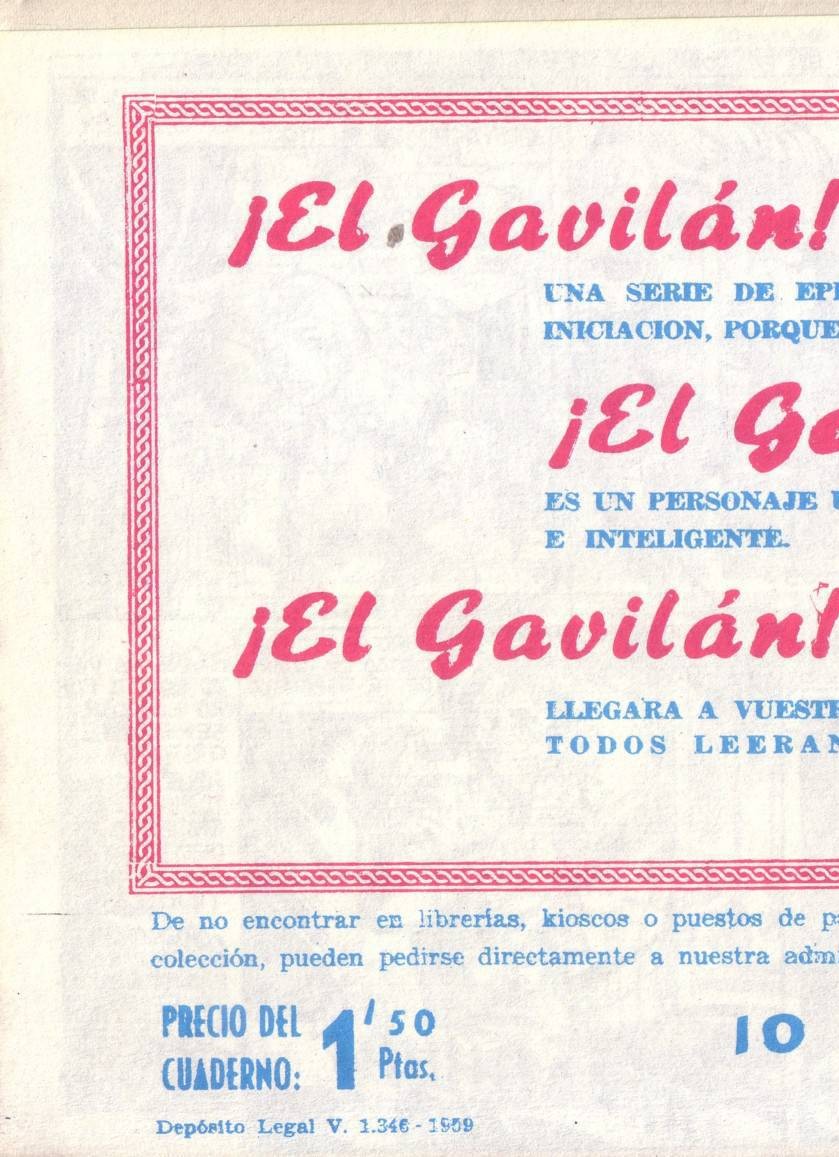 ¡El Gavilán!
UNA SERIE DE
INICIACION, PORQUE
¡El
ES UN PERSONAJE
E INTELIGENTE.
¡El Gavilán!
LLEGARA A
TODOS
De no encontrar en librerías, kioscos o puestos de
colección, pueden pedirse directamente a nuestra
PRECIO DEL
CUADERNO: 1'50 Ptas.
10
Depósito Legal V. 1.346 - 1959